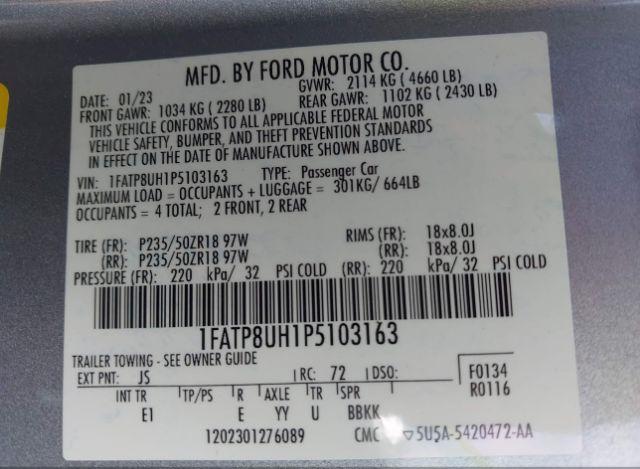 MFD. BY FORD MOTOR CO.
DATE: 01/23 GVWR: 2114 KG ( 4660 LB)
FRONT GAWR: 1034 KG ( 2280 LB) REAR GAWR: 1102 KG ( 2430 LB)
THIS VEHICLE CONFORMS TO ALL APPLICABLE FEDERAL MOTOR
VEHICLE SAFETY, BUMPER, AND THEFT PREVENTION STANDARDS
IN EFFECT ON THE DATE OF MANUFACTURE SHOWN ABOVE.
VIN: 1FATP8UH1P5103163 TYPE: Passenger Car
MAXIMUM LOAD = OCCUPANTS + LUGGAGE = 301KG/ 664LB
OCCUPANTS = 4 TOTAL; 2 FRONT, 2 REAR
TIRE (FR): P235/50ZR18 97W RIMS (FR): 18x8.0J
(RR): P235/50ZR18 97W (RR): 18x8.0J
PRESSURE (FR): 220 kPa/ 32 PSI COLD (RR): 220 kPa/ 32 PSI COLD
1FATP8UH1P5103163
TRAILER TOWING - SEE OWNER GUIDE
EXT PNT: JS RC: 72 DSO: F0134
INT TR TP/PS R AXLE TR SPR R0116
E1 E YY U BBKK
1202301276089 CMC ▽5U5A-5420472-AA